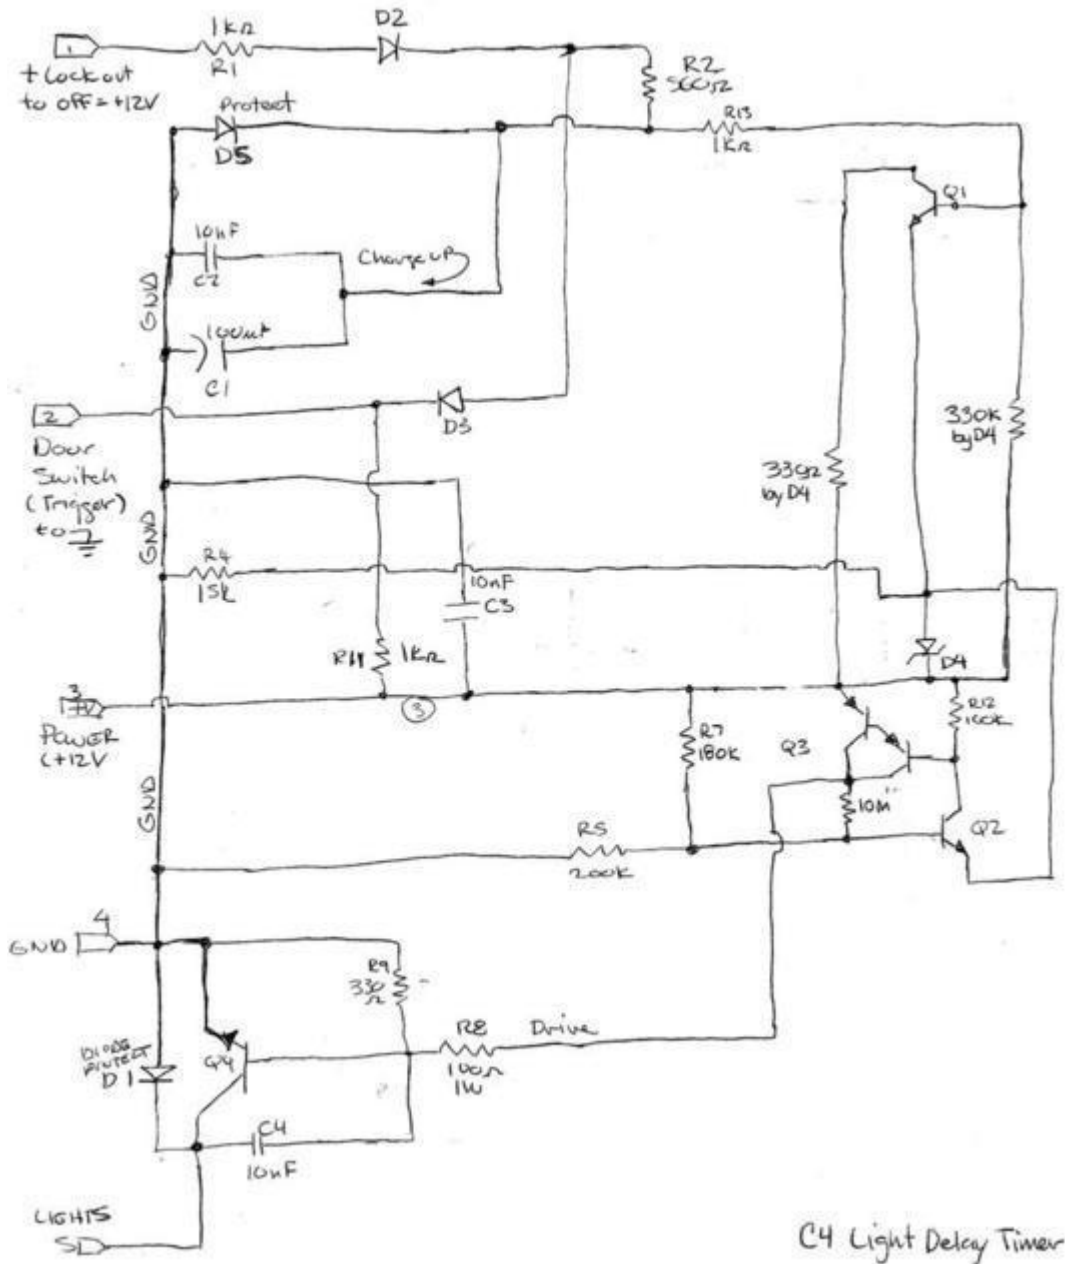 1kΩ
R1
D2
1
+ Lockout
to OFF = +12V
R2
560Ω
Protect
D5
R13
1KΩ
Q1
10nF
C2
Charge up
GND
100uF
C1
D3
2
Door
Switch
(Trigger)
to
330K
by D4
33Ω
by D4
GND
R4
15K
10nF
C3
R11
1KΩ
D4
3
POWER
(+12V
3
R7
180K
Q3
R12
100K
10M
GND
R5
200K
Q2
4
GND
R9
330
Ω
R8
100Ω
1W
Drive
DIODE
PROTECT
D1
Q4
C4
10nF
LIGHTS
5
C4 Light Delay Timer